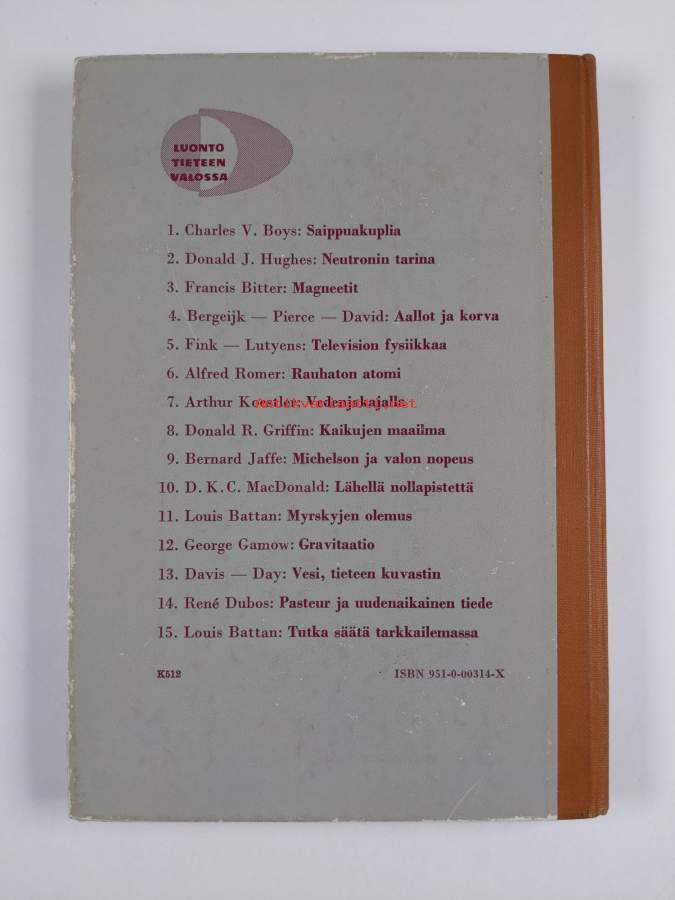 LUONTO
TIETEEN
VALOSSA
1. Charles V. Boys: Saippuakuplia
2. Donald J. Hughes: Neutronin tarina
3. Francis Bitter: Magneetit
4. Bergeijk — Pierce — David: Aallot ja korva
5. Fink — Lutyens: Television fysiikkaa
6. Alfred Romer: Rauhaton atomi
7. Arthur Koestler: Vedenjakajalla
8. Donald R. Griffin: Kaikujen maailma
9. Bernard Jaffe: Michelson ja valon nopeus
10. D. K. C. MacDonald: Lähellä nollapistettä
11. Louis Battan: Myrskyjen olemus
12. George Gamow: Gravitaatio
13. Davis — Day: Vesi, tieteen kuvastin
14. René Dubos: Pasteur ja uudenaikainen tiede
15. Louis Battan: Tutka säätä tarkkailemassa
K512 ISBN 951-0-00314-X